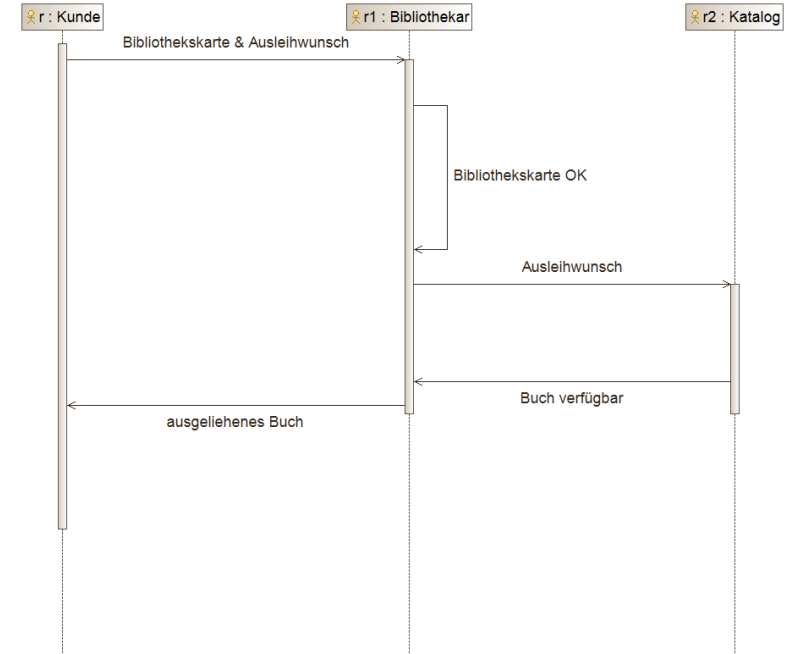 r : Kunde
r1 : Bibliothekar
r2 : Katalog
Bibliothekskarte & Ausleihwunsch
Bibliothekskarte OK
Ausleihwunsch
Buch verfügbar
ausgeliehenes Buch